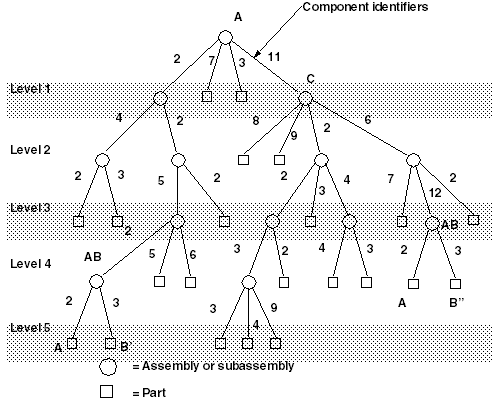 A
Component identifiers
2 7 3 11
Level 1
C
4 2 8 9 2 6
Level 2
2 3 5 2 2 3 4 7 12 2
Level 3
2 AB
AB 5 6 3 2 4 3 2 3
Level 4
A B''
2 3 3 4 9
Level 5
A B'
= Assembly or subassembly
= Part